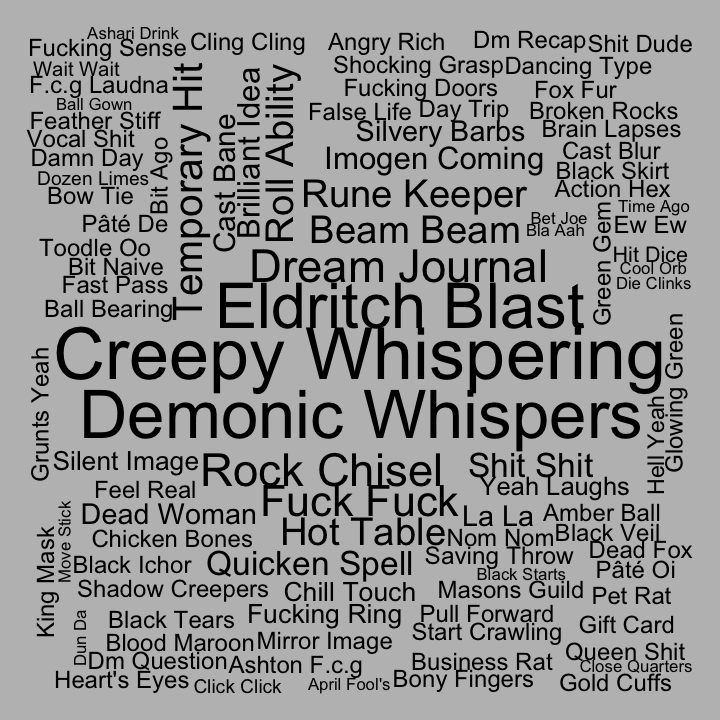 Ashari Drink
Fucking Sense
Cling Cling
Angry Rich
Dm Recap
Shit Dude
Wait Wait
Shocking Grasp
Dancing Type
F.c.g Laudna
Fucking Doors
Fox Fur
Ball Gown
False Life
Day Trip
Broken Rocks
Feather Stiff
Silvery Barbs
Brain Lapses
Vocal Shit
Damn Day
Imogen Coming
Cast Blur
Dozen Limes
Black Skirt
Bow Tie
Bit Ago
Temporary Hit
Cast Bane
Brilliant Idea
Roll Ability
Rune Keeper
Action Hex
Time Ago
Pâté De
Beam Beam
Bet Joe
Bla Aah
Green Gem
Ew Ew
Toodle Oo
Bit Naive
Dream Journal
Hit Dice
Cool Orb
Fast Pass
Die Clinks
Ball Bearing
Eldritch Blast
Creepy Whispering
Demonic Whispers
Grunts Yeah
Hell Yeah
Glowing Green
Silent Image
Rock Chisel
Shit Shit
Feel Real
Fuck Fuck
Yeah Laughs
Dead Woman
La La
Amber Ball
Chicken Bones
Hot Table
Nom Nom
Black Veil
King Mask
Move Stick
Black Ichor
Quicken Spell
Saving Throw
Dead Fox
Black Starts
Pâté Oi
Shadow Creepers
Chill Touch
Masons Guild
Pet Rat
Dun Da
Black Tears
Fucking Ring
Pull Forward
Gift Card
Blood Maroon
Mirror Image
Start Crawling
Dm Question
Ashton F.c.g
Business Rat
Queen Shit
Close Quarters
Heart's Eyes
Click Click
April Fool's
Bony Fingers
Gold Cuffs